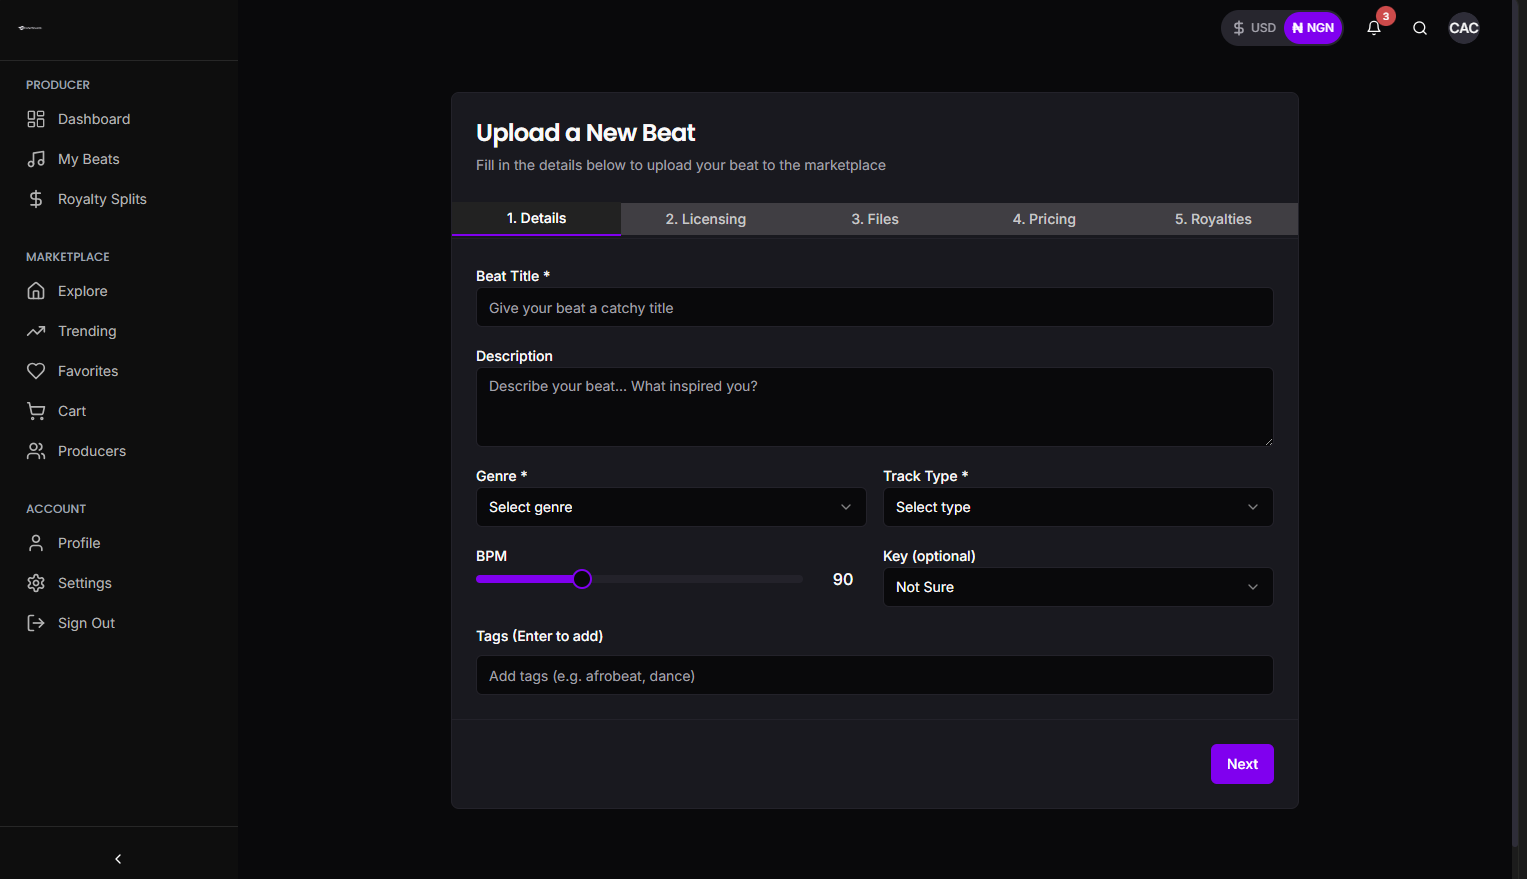 $ USD
₦ NGN
3
CAC
PRODUCER
Dashboard
My Beats
Royalty Splits
MARKETPLACE
Explore
Trending
Favorites
Cart
Producers
ACCOUNT
Profile
Settings
Sign Out
Upload a New Beat
Fill in the details below to upload your beat to the marketplace
1. Details
2. Licensing
3. Files
4. Pricing
5. Royalties
Beat Title *
Give your beat a catchy title
Description
Describe your beat... What inspired you?
Genre *
Select genre
Track Type *
Select type
BPM
90
Key (optional)
Not Sure
Tags (Enter to add)
Add tags (e.g. afrobeat, dance)
Next